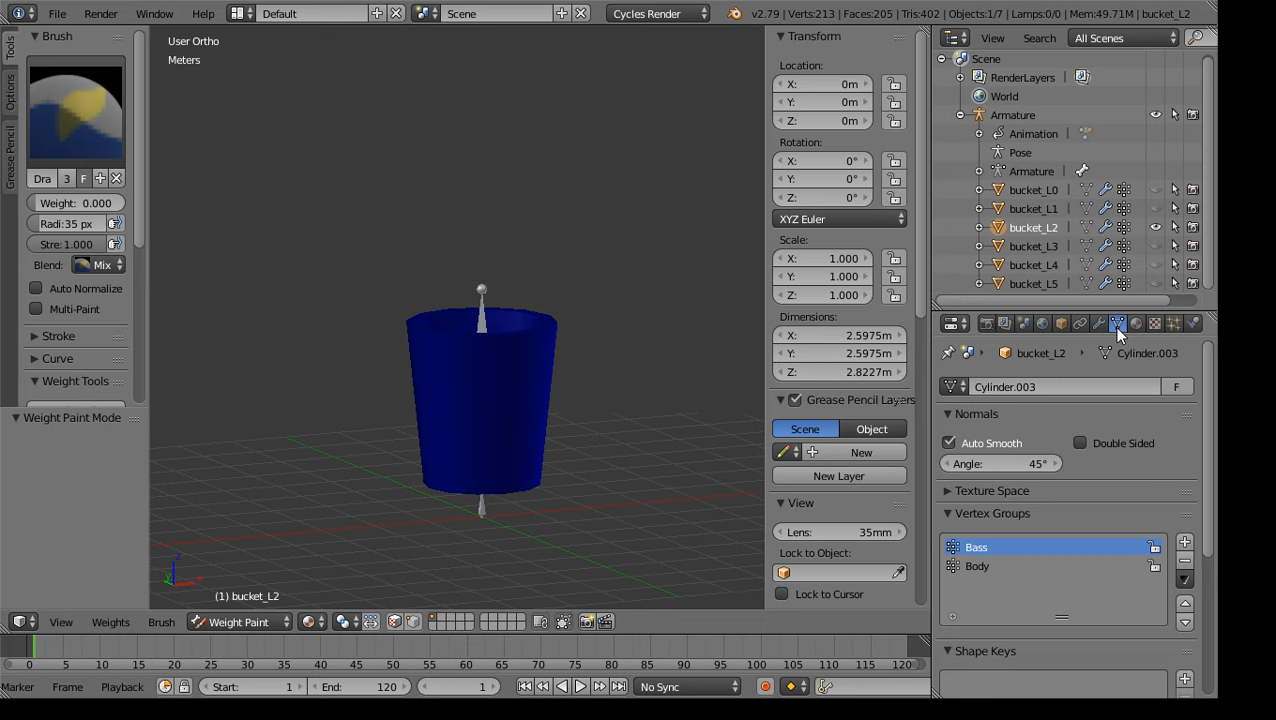 File Render Window Help Default Scene Cycles Render v2.79 | Verts:213 | Faces:205 | Tris:402 | Objects:1/7 | Lamps:0/0 | Mem:49.71M | bucket_L2
Tools
Options
Grease Pencil
Brush
Dra 3 F
Weight: 0.000
Radi:35 px
Stre:1.000
Blend: Mix
Auto Normalize
Multi-Paint
Stroke
Curve
Weight Tools
Weight Paint Mode
User Ortho
Meters
(1) bucket_L2
View Weights Brush Weight Paint
Transform
Location:
X: 0m
Y: 0m
Z: 0m
Rotation:
X: 0°
Y: 0°
Z: 0°
XYZ Euler
Scale:
X: 1.000
Y: 1.000
Z: 1.000
Dimensions:
X: 2.5975m
Y: 2.5975m
Z: 2.8227m
Grease Pencil Layers
Scene Object
New
New Layer
View
Lens: 35mm
Lock to Object:
Lock to Cursor
View Search All Scenes
Scene
RenderLayers
World
Armature
Animation
Pose
Armature
bucket_L0
bucket_L1
bucket_L2
bucket_L3
bucket_L4
bucket_L5
bucket_L2 Cylinder.003
Cylinder.003 F
Normals
Auto Smooth Double Sided
Angle: 45°
Texture Space
Vertex Groups
Bass
Body
Shape Keys
0 5 10 15 20 25 30 35 40 45 50 55 60 65 70 75 80 85 90 95 100 105 110 115 120
Marker Frame Playback Start: 1 End: 120 1 No Sync